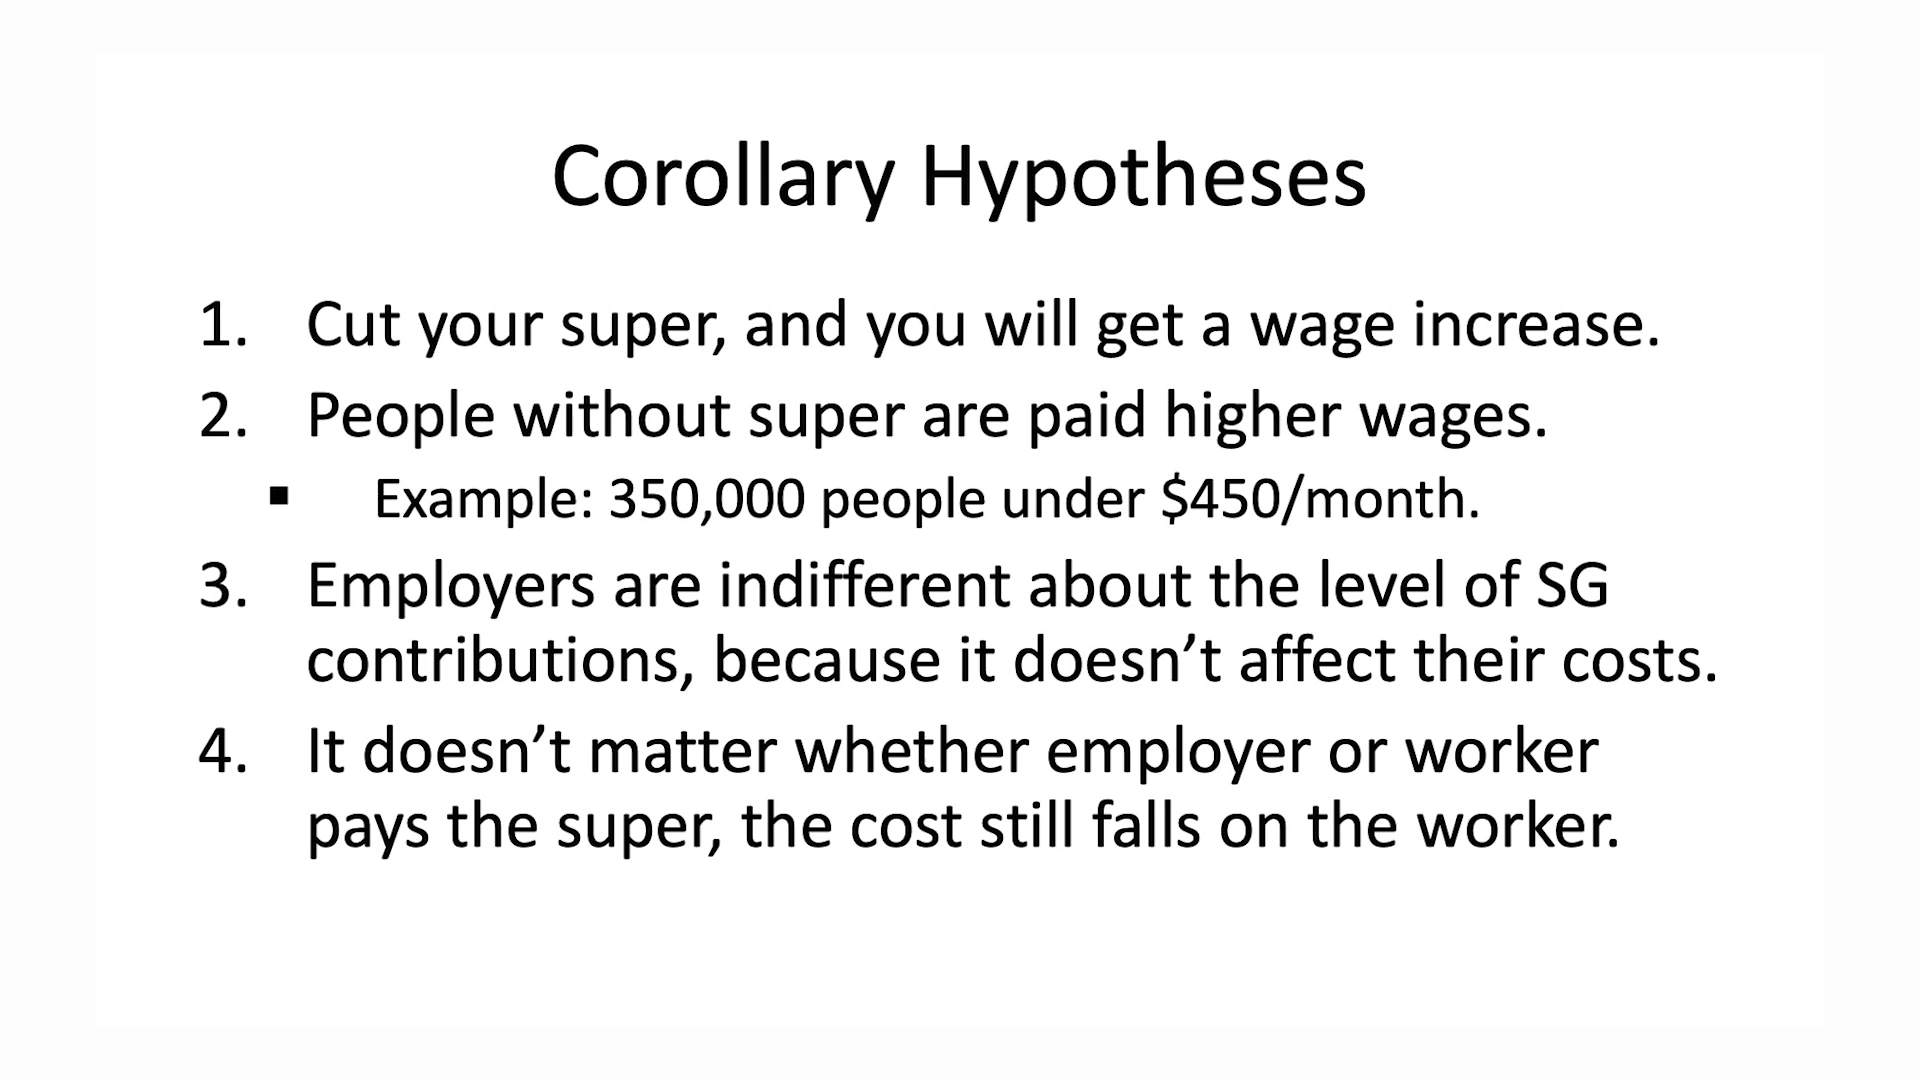 Corollary Hypotheses
1. Cut your super, and you will get a wage increase.
2. People without super are paid higher wages.
▪ Example: 350,000 people under $450/month.
3. Employers are indifferent about the level of SG
contributions, because it doesn’t affect their costs.
4. It doesn’t matter whether employer or worker
pays the super, the cost still falls on the worker.